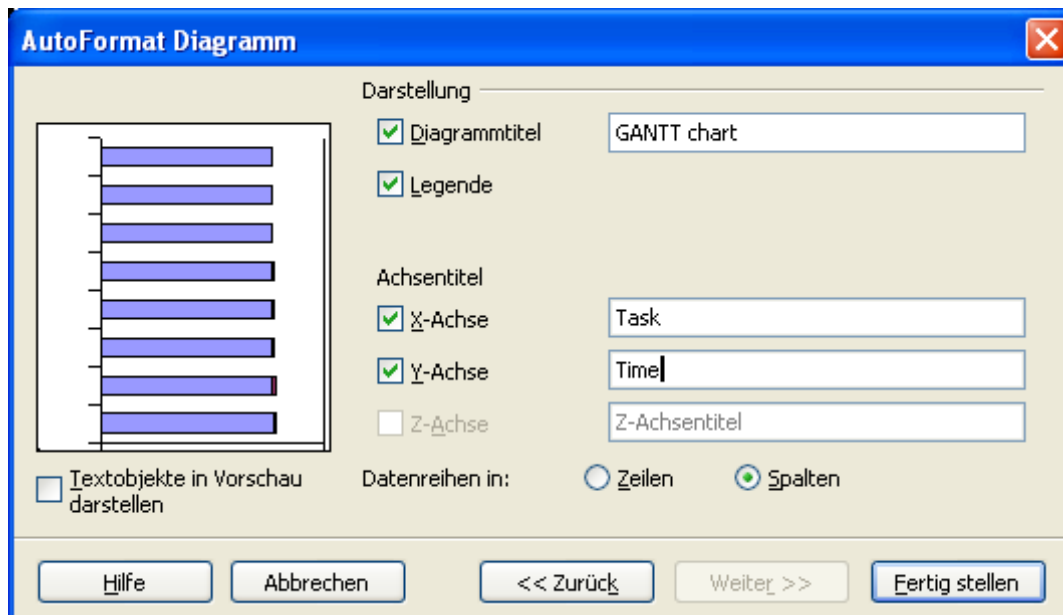 AutoFormat Diagramm
Darstellung
Diagrammtitel GANTT chart
Legende
Achsentitel
X-Achse Task
Y-Achse Time
Z-Achse Z-Achsentitel
Textobjekte in Vorschau
darstellen
Datenreihen in: Zeilen Spalten
Hilfe Abbrechen << Zurück Weiter >> Fertig stellen